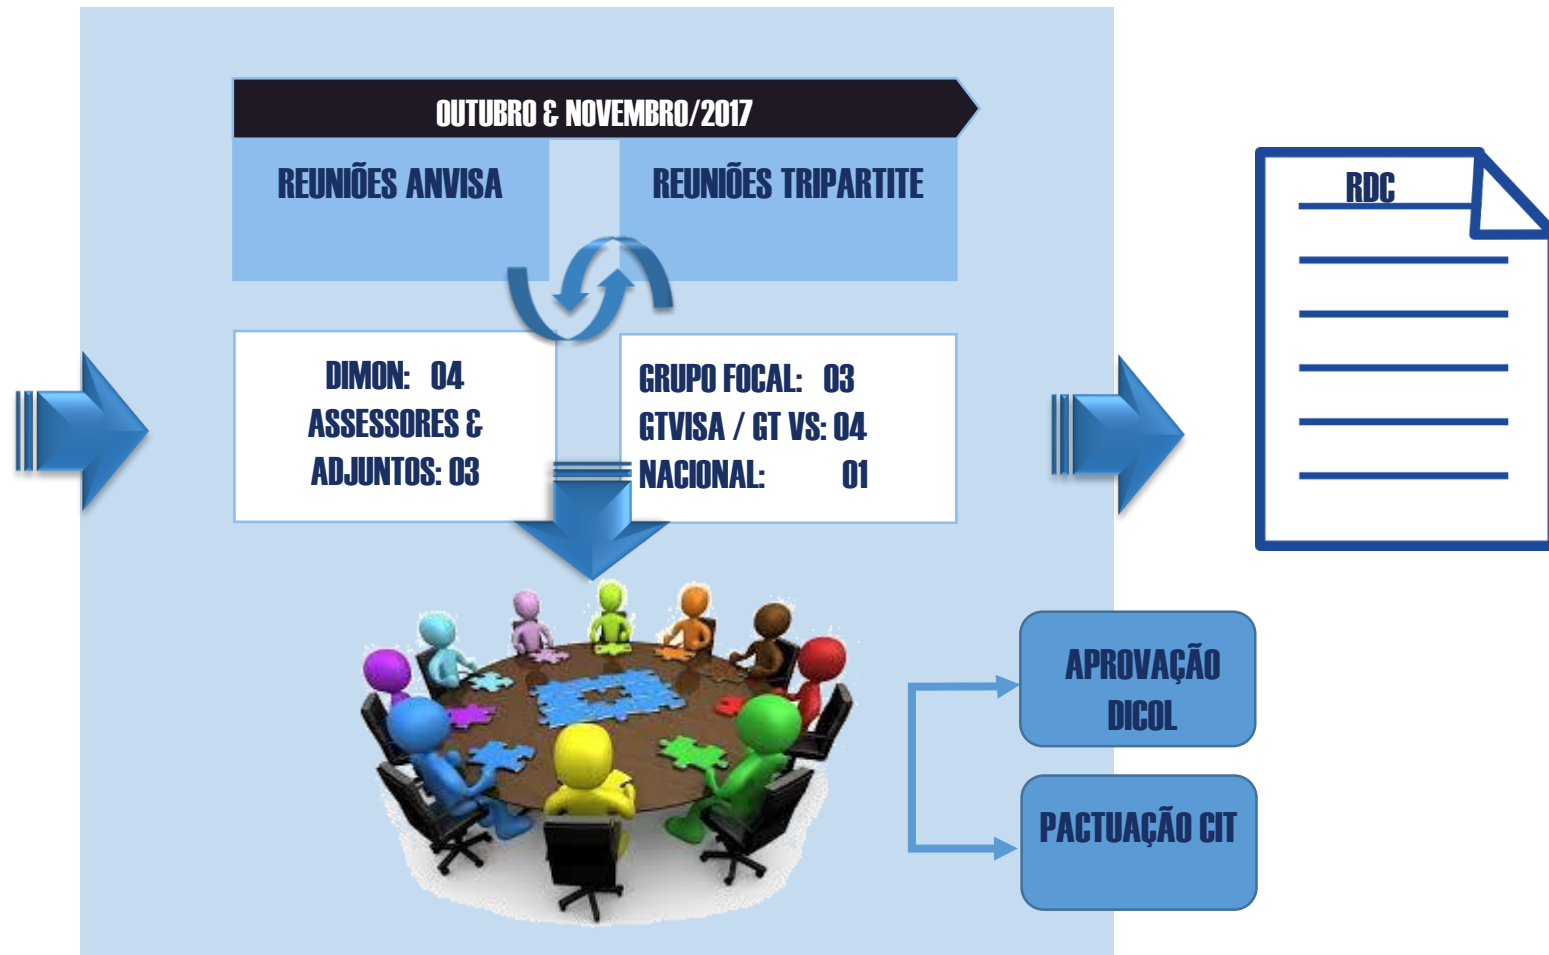 OUTUBRO & NOVEMBRO/2017
REUNIÕES ANVISA
REUNIÕES TRIPARTITE
DIMON: 04
ASSESSORES &
ADJUNTOS: 03
GRUPO FOCAL: 03
GTVISA / GT VS: 04
NACIONAL: 01
RDC
APROVAÇÃO
DICOL
PACTUAÇÃO CIT